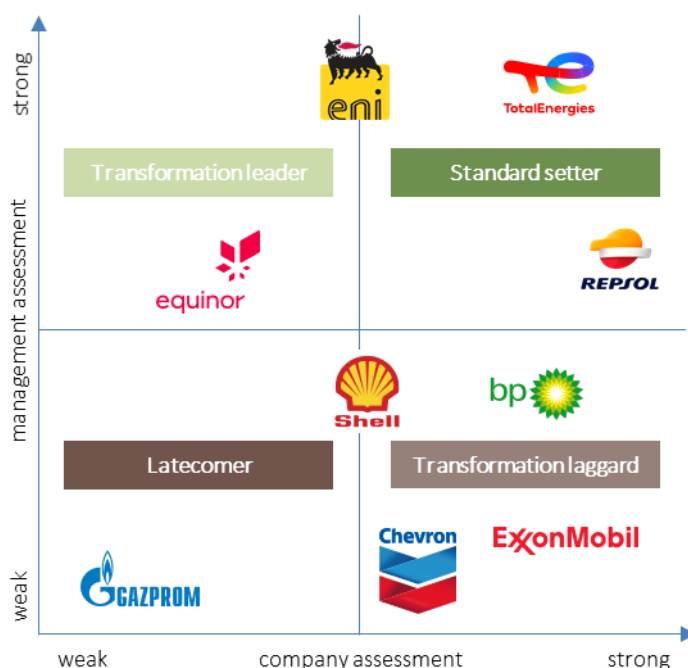 strong
eni
TotalEnergies
Transformation leader
Standard setter
management assessment
equinor
REPSOL
Shell
bp
Latecomer
Transformation laggard
Chevron
ExxonMobil
GAZPROM
weak
weak
company assessment
strong